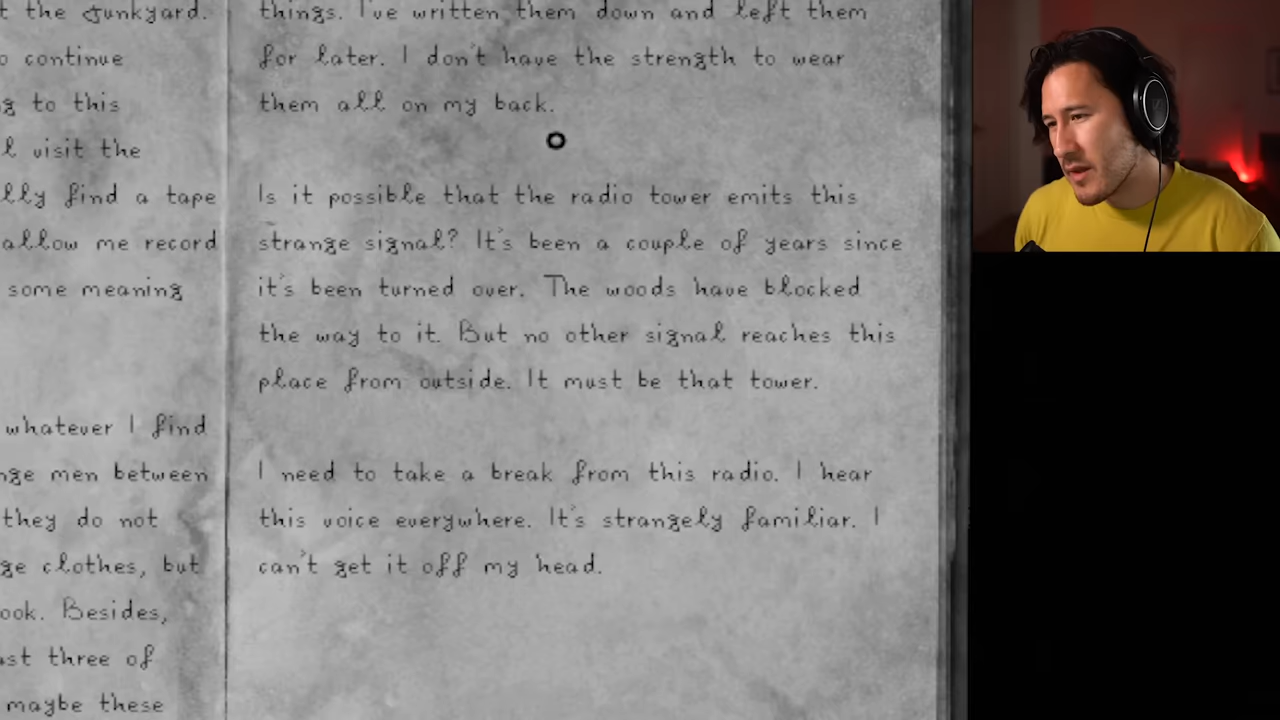 t the Junkyard.
o continue
g to this
l visit the
lly find a tape
allow me record
some meaning
whatever I find
nge men between
they do not
ge clothes, but
ook. Besides,
ast three of
maybe these
things. I've written them down and left them
for later. I don't have the strength to wear
them all on my back.
Is it possible that the radio tower emits this
strange signal? It's been a couple of years since
it's been turned over. The woods have blocked
the way to it. But no other signal reaches this
place from outside. It must be that tower.
I need to take a break from this radio. I hear
this voice everywhere. It's strangely familiar. I
can't get it off my head.